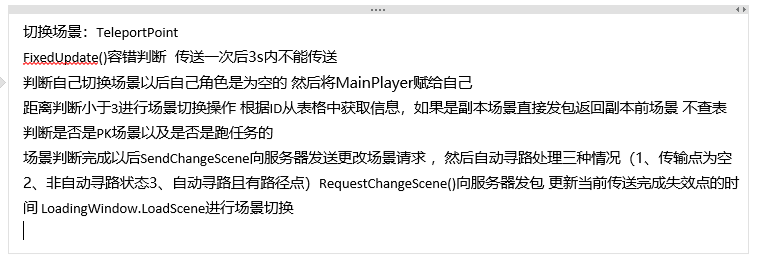 切换场景：TeleportPoint
FixedUpdate()容错判断  传送一次后3s内不能传送
判断自己切换场景以后自己角色是为空的 然后将MainPlayer赋给自己
距离判断小于3进行场景切换操作 根据ID从表格中获取信息，如果是副本场景直接发包返回副本前场景 不查表
判断是否是PK场景以及是否是跑任务的
场景判断完成以后SendChangeScene向服务器发送更改场景请求 ，然后自动寻路处理三种情况（1、传输点为空
2、非自动寻路状态3、自动寻路且有路径点）RequestChangeScene()向服务器发包 更新当前传送完成失效点的时
间 LoadingWindow.LoadScene进行场景切换